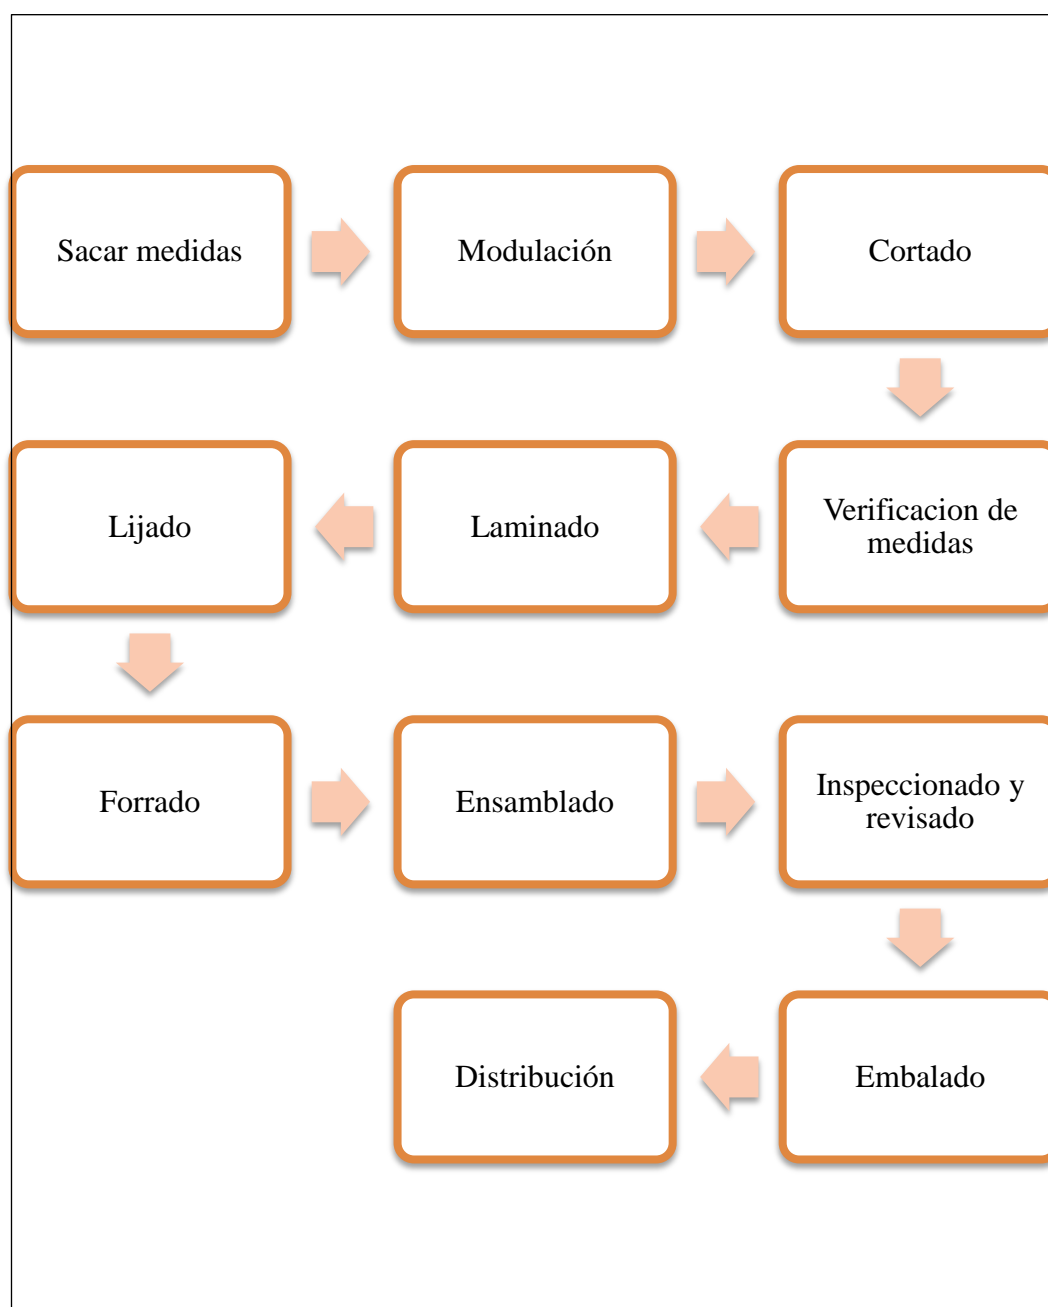 Sacar medidas
Modulación
Cortado
Verificacion de
medidas
Laminado
Lijado
Forrado
Ensamblado
Inspeccionado y
revisado
Embalado
Distribución